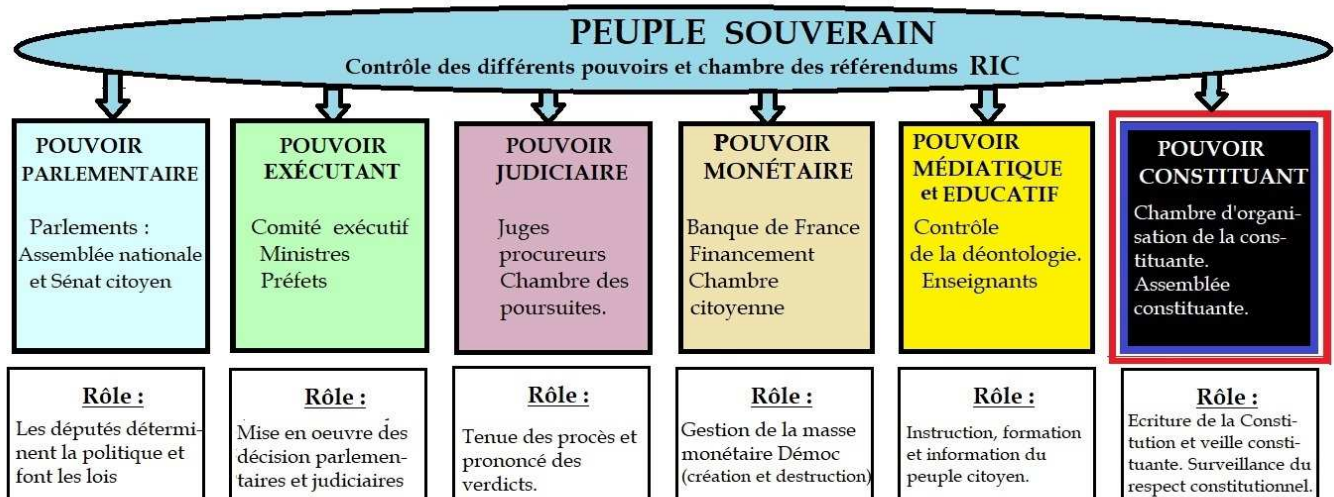 PEUPLE SOUVERAIN
Contrôle des différents pouvoirs et chambre des référendums RIC
POUVOIR
PARLEMENTAIRE
Parlements :
Assemblée nationale
et Sénat citoyen
POUVOIR
EXÉCUTANT
Comité exécutif
Ministres
Préfets
POUVOIR
JUDICIAIRE
Juges
procureurs
Chambre des
poursuites.
POUVOIR
MONÉTAIRE
Banque de France
Financement
Chambre
citoyenne
POUVOIR
MÉDIATIQUE
et EDUCATIF
Contrôle
de la déontologie.
Enseignants
POUVOIR
CONSTITUANT
Chambre d'organi-
sation de la cons-
tituante.
Assemblée
constituante.
Rôle :
Les députés détermi-
nent la politique et
font les lois
Rôle :
Mise en oeuvre des
décision parlemen-
taires et judiciaires
Rôle :
Tenue des procès et
prononcé des
verdicts.
Rôle :
Gestion de la masse
monétaire Démoc
(création et destruction)
Rôle :
Instruction, formation
et information du
peuple citoyen.
Rôle :
Ecriture de la Consti-
tution et veille consti-
tuante. Surveillance du
respect constitutionnel.